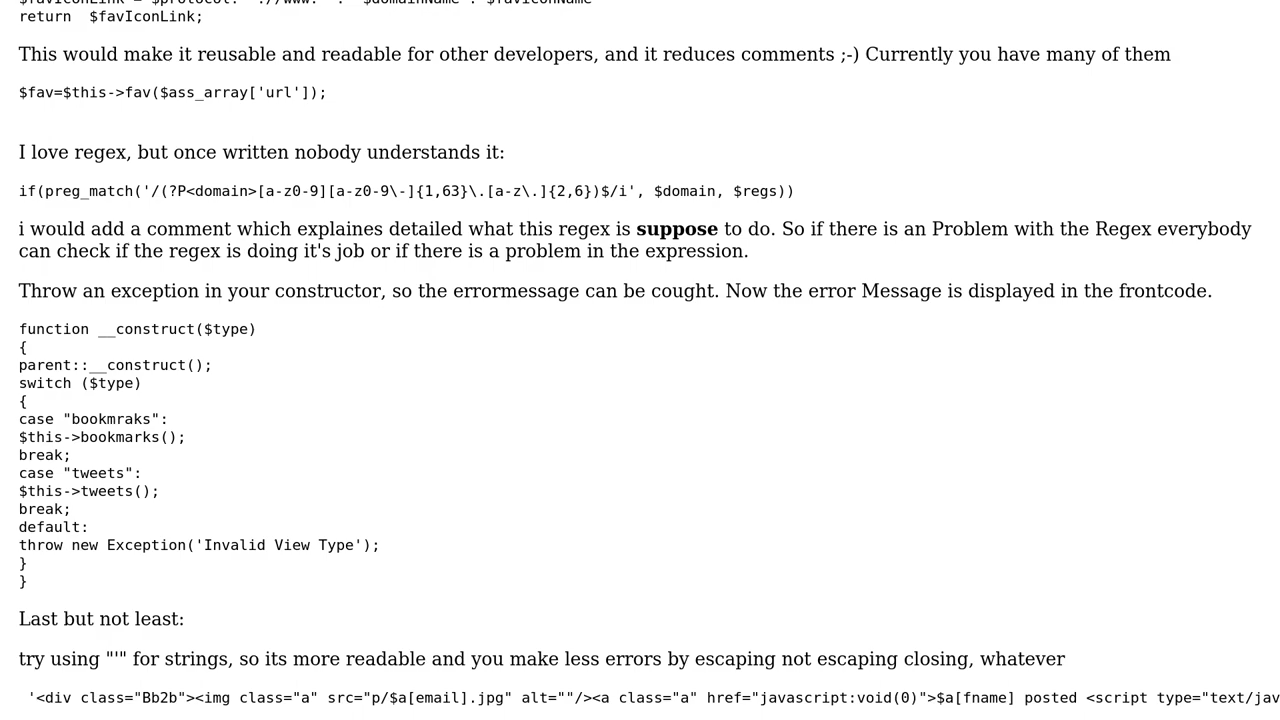 $favIconLink = $protocol. '://www.' . $domainName . $favIconName
return  $favIconLink;
This would make it reusable and readable for other developers, and it reduces comments ;-) Currently you have many of them
$fav=$this->fav($ass_array['url']);
I love regex, but once written nobody understands it:
if(preg_match('/(?P<domain>[a-z0-9][a-z0-9\-]{1,63}\.[a-z\.]{2,6})$/i', $domain, $regs))
i would add a comment which explaines detailed what this regex is suppose to do. So if there is an Problem with the Regex everybody
can check if the regex is doing it's job or if there is a problem in the expression.
Throw an exception in your constructor, so the errormessage can be cought. Now the error Message is displayed in the frontcode.
function __construct($type)
{
parent::__construct();
switch ($type)
{
case "bookmraks":
$this->bookmarks();
break;
case "tweets":
$this->tweets();
break;
default:
throw new Exception('Invalid View Type');
}
}
Last but not least:
try using "'" for strings, so its more readable and you make less errors by escaping not escaping closing, whatever
'<div class="Bb2b"><img class="a" src="p/$a[email].jpg" alt=""/><a class="a" href="javascript:void(0)">$a[fname] posted <script type="text/jav